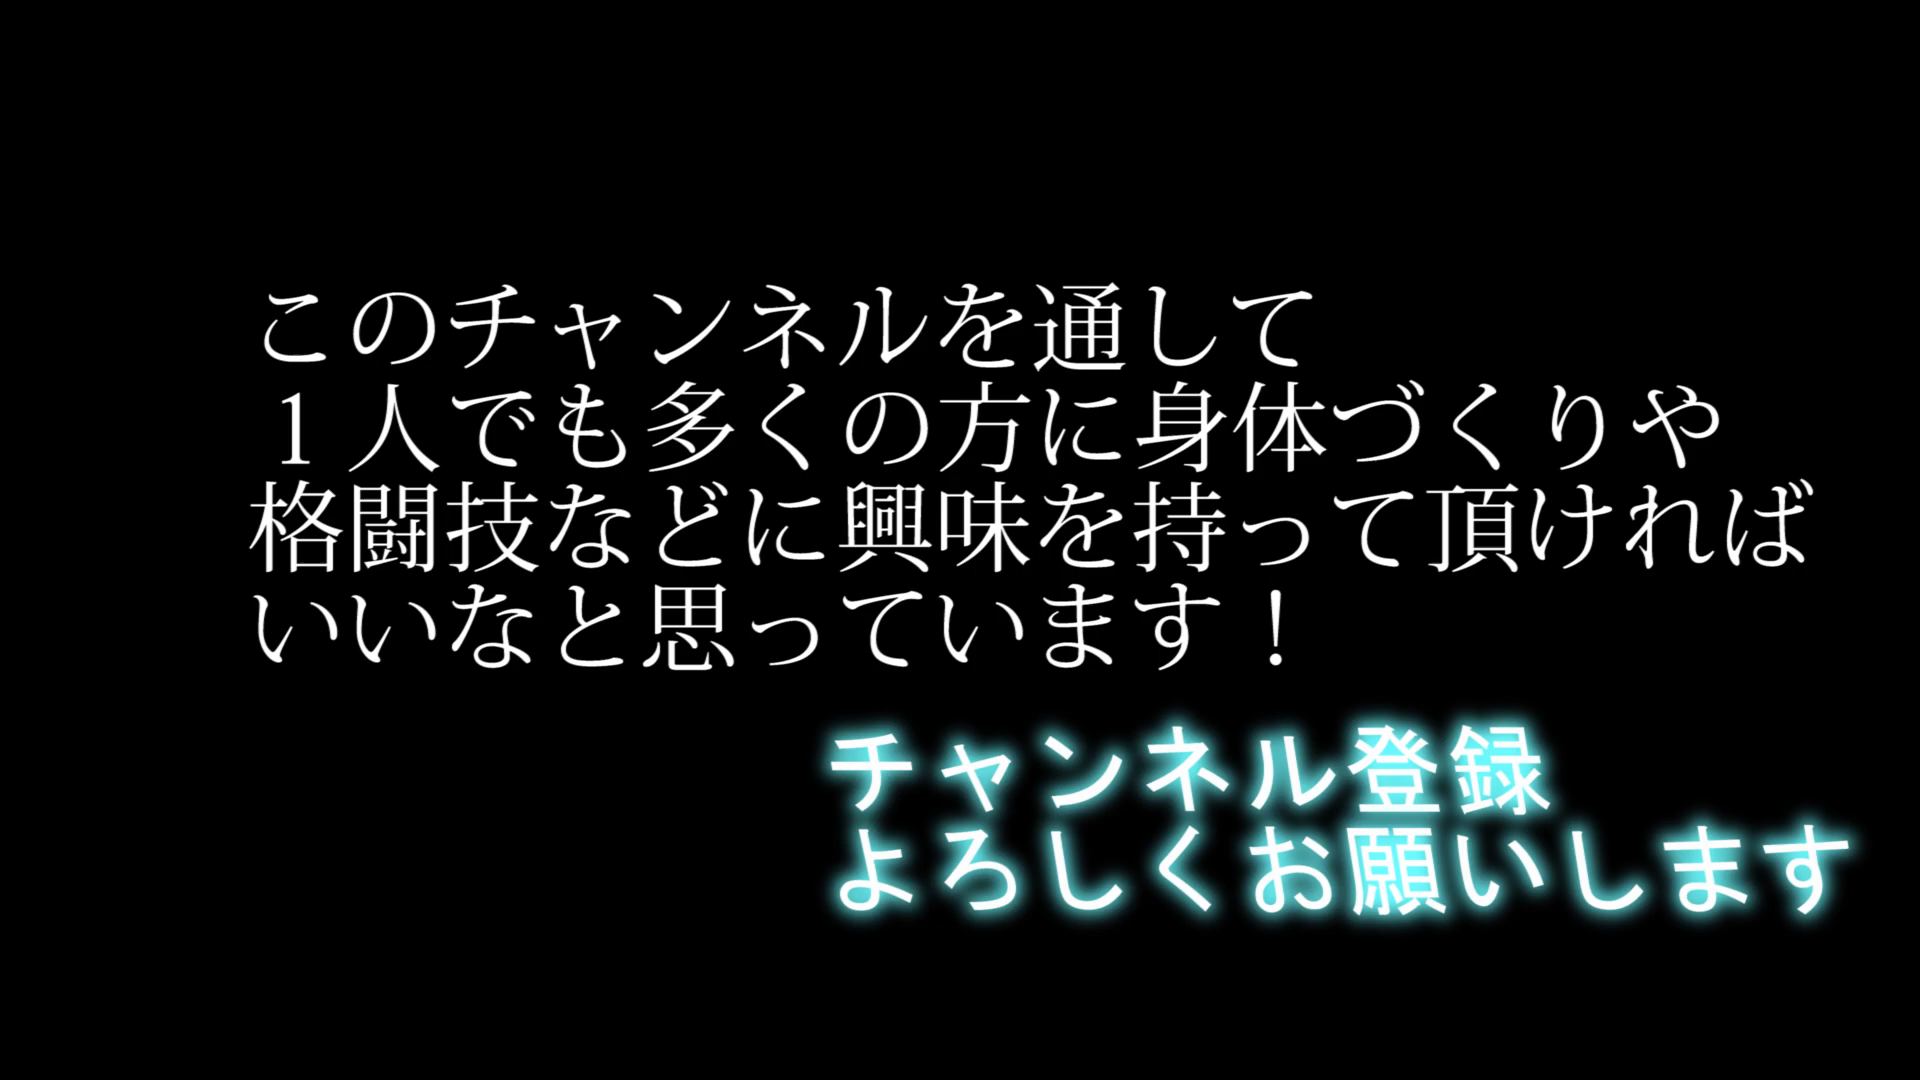 このチャンネルを通して
１人でも多くの方に身体づくりや
格闘技などに興味を持って頂ければ
いいなと思っています！
チャンネル登録
よろしくお願いします